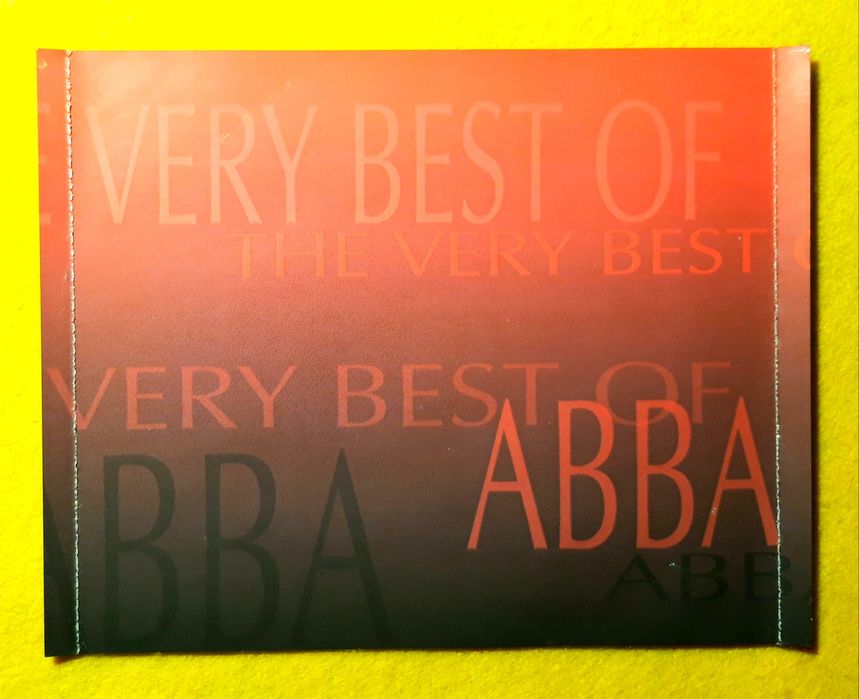 E VERY BEST OF
THE VERY BEST O
VERY BEST OF
ABBA
ABBA
ABBA